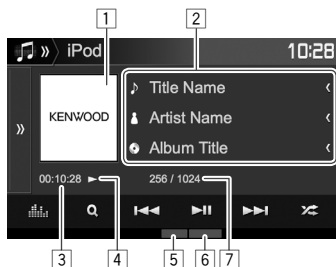 1 2
» iPod 10:28
KENWOOD
Title Name
Artist Name
Album Title
»
00:10:28 256 / 1024
3 4 5 6 7